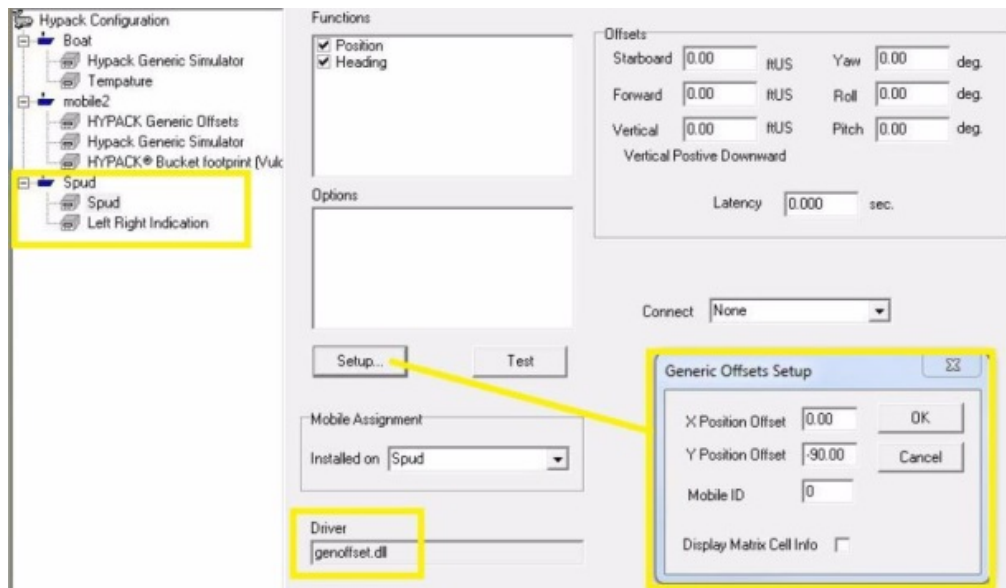 Hypack Configuration
Boat
Hypack Generic Simulator
Tempature
mobile2
HYPACK Generic Offsets
Hypack Generic Simulator
HYPACK® Bucket footprint (Vulc
Spud
Spud
Left Right Indication
Functions
Position
Heading
Options
Setup...
Test
Mobile Assignment
Installed on Spud
Driver
genoffset.dll
Offsets
Starboard 0.00 ftUS Yaw 0.00 deg.
Forward 0.00 ftUS Roll 0.00 deg.
Vertical 0.00 ftUS Pitch 0.00 deg.
Vertical Postive Downward
Latency 0.000 sec.
Connect None
Generic Offsets Setup
X Position Offset 0.00 OK
Y Position Offset -90.00 Cancel
Mobile ID 0
Display Matrix Cell Info